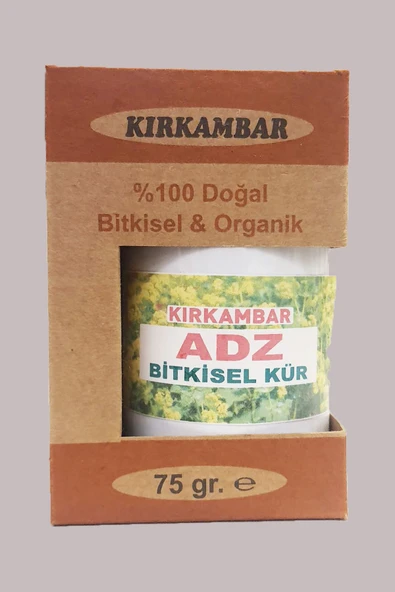 KIRKAMBAR
%100 Doğal
Bitkisel & Organik
KIRKAMBAR
ADZ
BİTKİSEL KÜR
75 gr. ℮